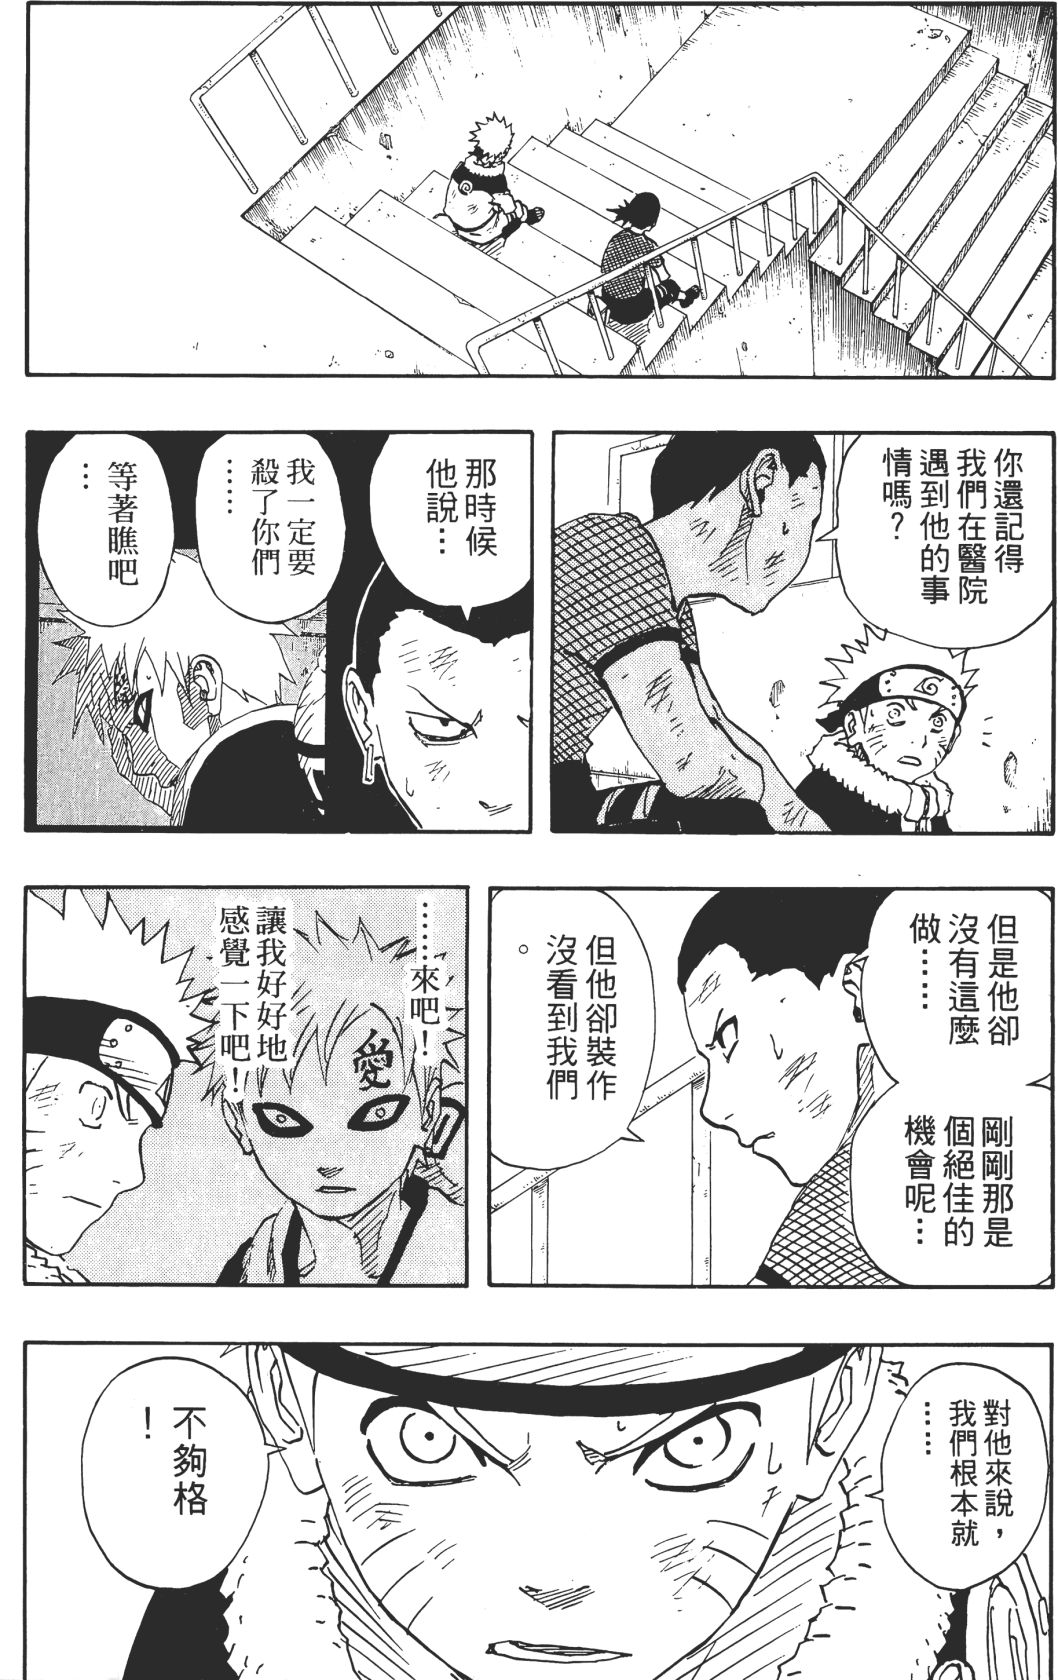 你還記得
我們在醫院
遇到他的事
情嗎？
那時候
他說…
我一定要
殺了你們
……
等著瞧吧
…
但是他卻
沒有這麼
做……
剛剛那是
個絕佳的
機會呢…
但他卻裝作
沒看到我們
。
……來吧！
讓我好好地
感覺一下吧！
愛
對他來說，
我們根本就
……
不夠格
！